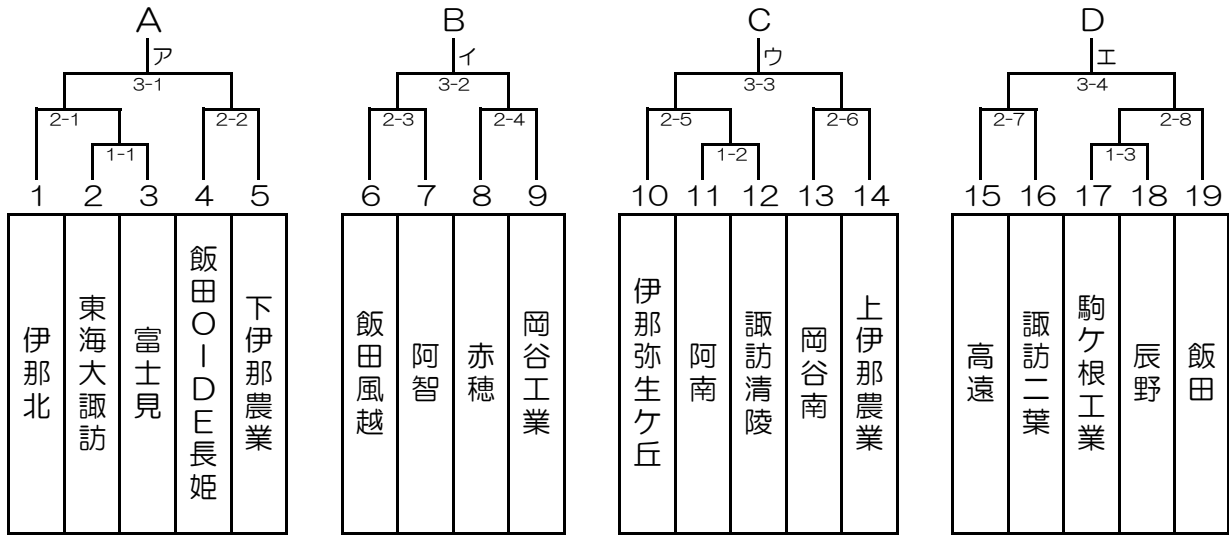 A B C D
ア イ ウ エ
3-1 3-2 3-3 3-4
2-1 2-2 2-3 2-4 2-5 2-6 2-7 2-8
1-1 1-2 1-3
1 2 3 4 5 6 7 8 9 10 11 12 13 14 15 16 17 18 19
伊那北
東海大諏訪
富士見
飯田OIDE長姫
下伊那農業
飯田風越
阿智
赤穂
岡谷工業
伊那弥生ケ丘
阿南
諏訪清陵
岡谷南
上伊那農業
高遠
諏訪二葉
駒ケ根工業
辰野
飯田